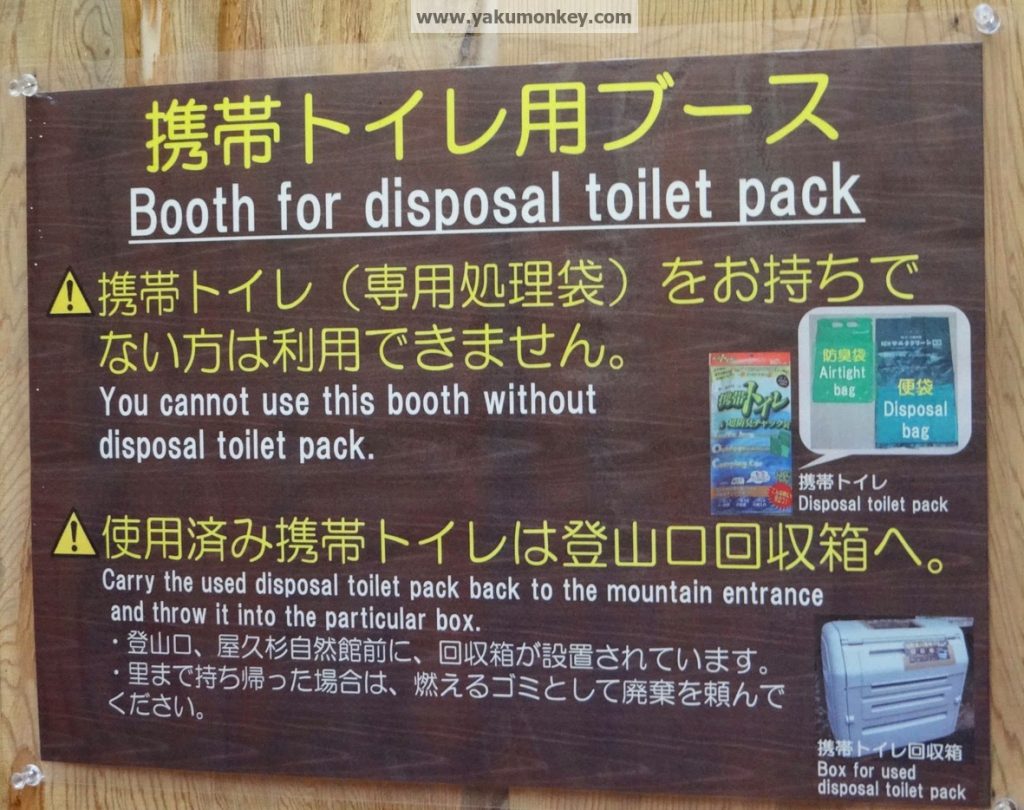 www.yakumonkey.com
携帯トイレ用ブース
Booth for disposal toilet pack
携帯トイレ（専用処理袋）をお持ちで
ない方は利用できません。
You cannot use this booth without
disposal toilet pack.
防臭袋
Airtight
bag
便袋
Disposal
bag
携帯トイレ
携帯トイレ
Disposal toilet pack
使用済み携帯トイレは登山口回収箱へ。
Carry the used disposal toilet pack back to the mountain entrance
and throw it into the particular box.
・登山口、屋久杉自然館前に、回収箱が設置されています。
・里まで持ち帰った場合は、燃えるゴミとして廃棄を頼んで
ください。
携帯トイレ回収箱
Box for used
disposal toilet pack